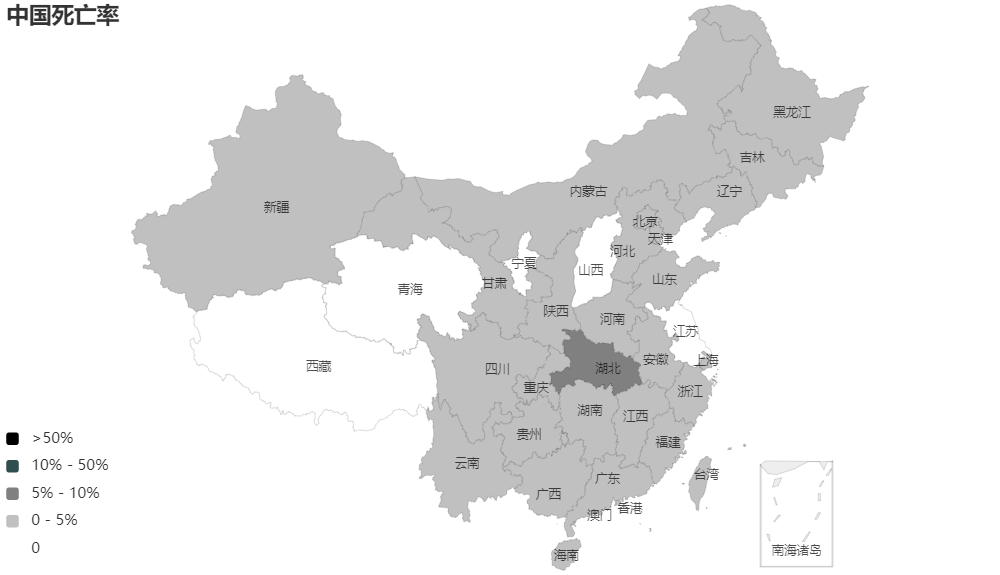 中国死亡率
黑龙江
吉林
内蒙古
辽宁
新疆
北京
天津
河北
宁夏
山西
山东
甘肃
青海
陕西
河南
江苏
安徽
上海
西藏
四川
湖北
重庆
浙江
湖南
江西
贵州
福建
云南
台湾
广东
广西
香港
澳门
海南
南海诸岛
>50%
10% - 50%
5% - 10%
0 - 5%
0